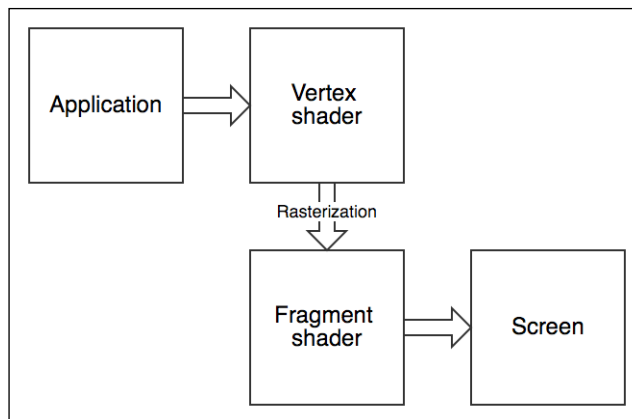 Application
Vertex
shader
Rasterization
Fragment
shader
Screen